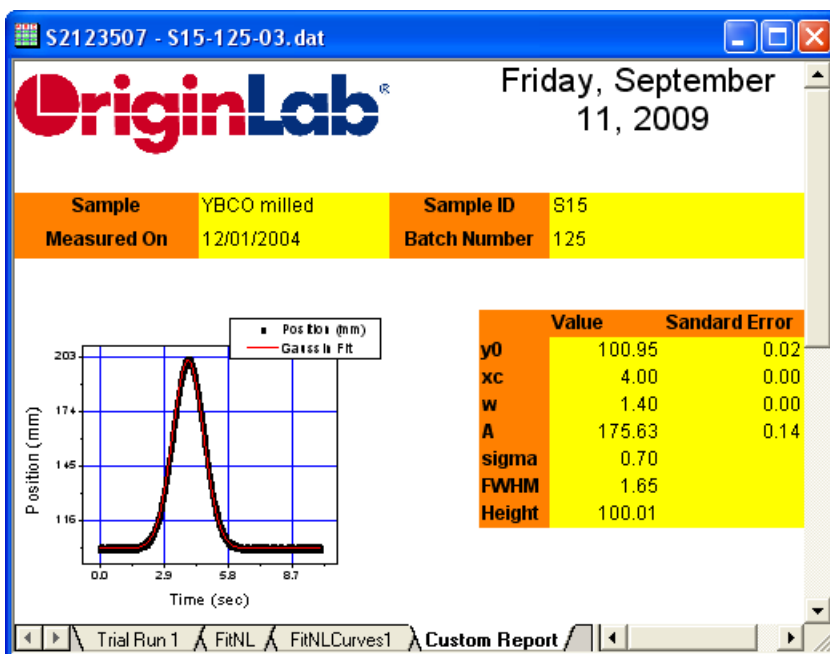 S2123507 - S15-125-03.dat
OriginLab®
Friday, September
11, 2009
Sample YBCO milled Sample ID S15
Measured On 12/01/2004 Batch Number 125
Position (mm)
Gaussin Fit
203
174
145
116
Position (mm)
0.0 2.9 5.8 8.7
Time (sec)
Value Sandard Error
y0 100.95 0.02
xc 4.00 0.00
w 1.40 0.00
A 175.63 0.14
sigma 0.70
FWHM 1.65
Height 100.01
Trial Run 1 FitNL FitNLCurves1 Custom Report